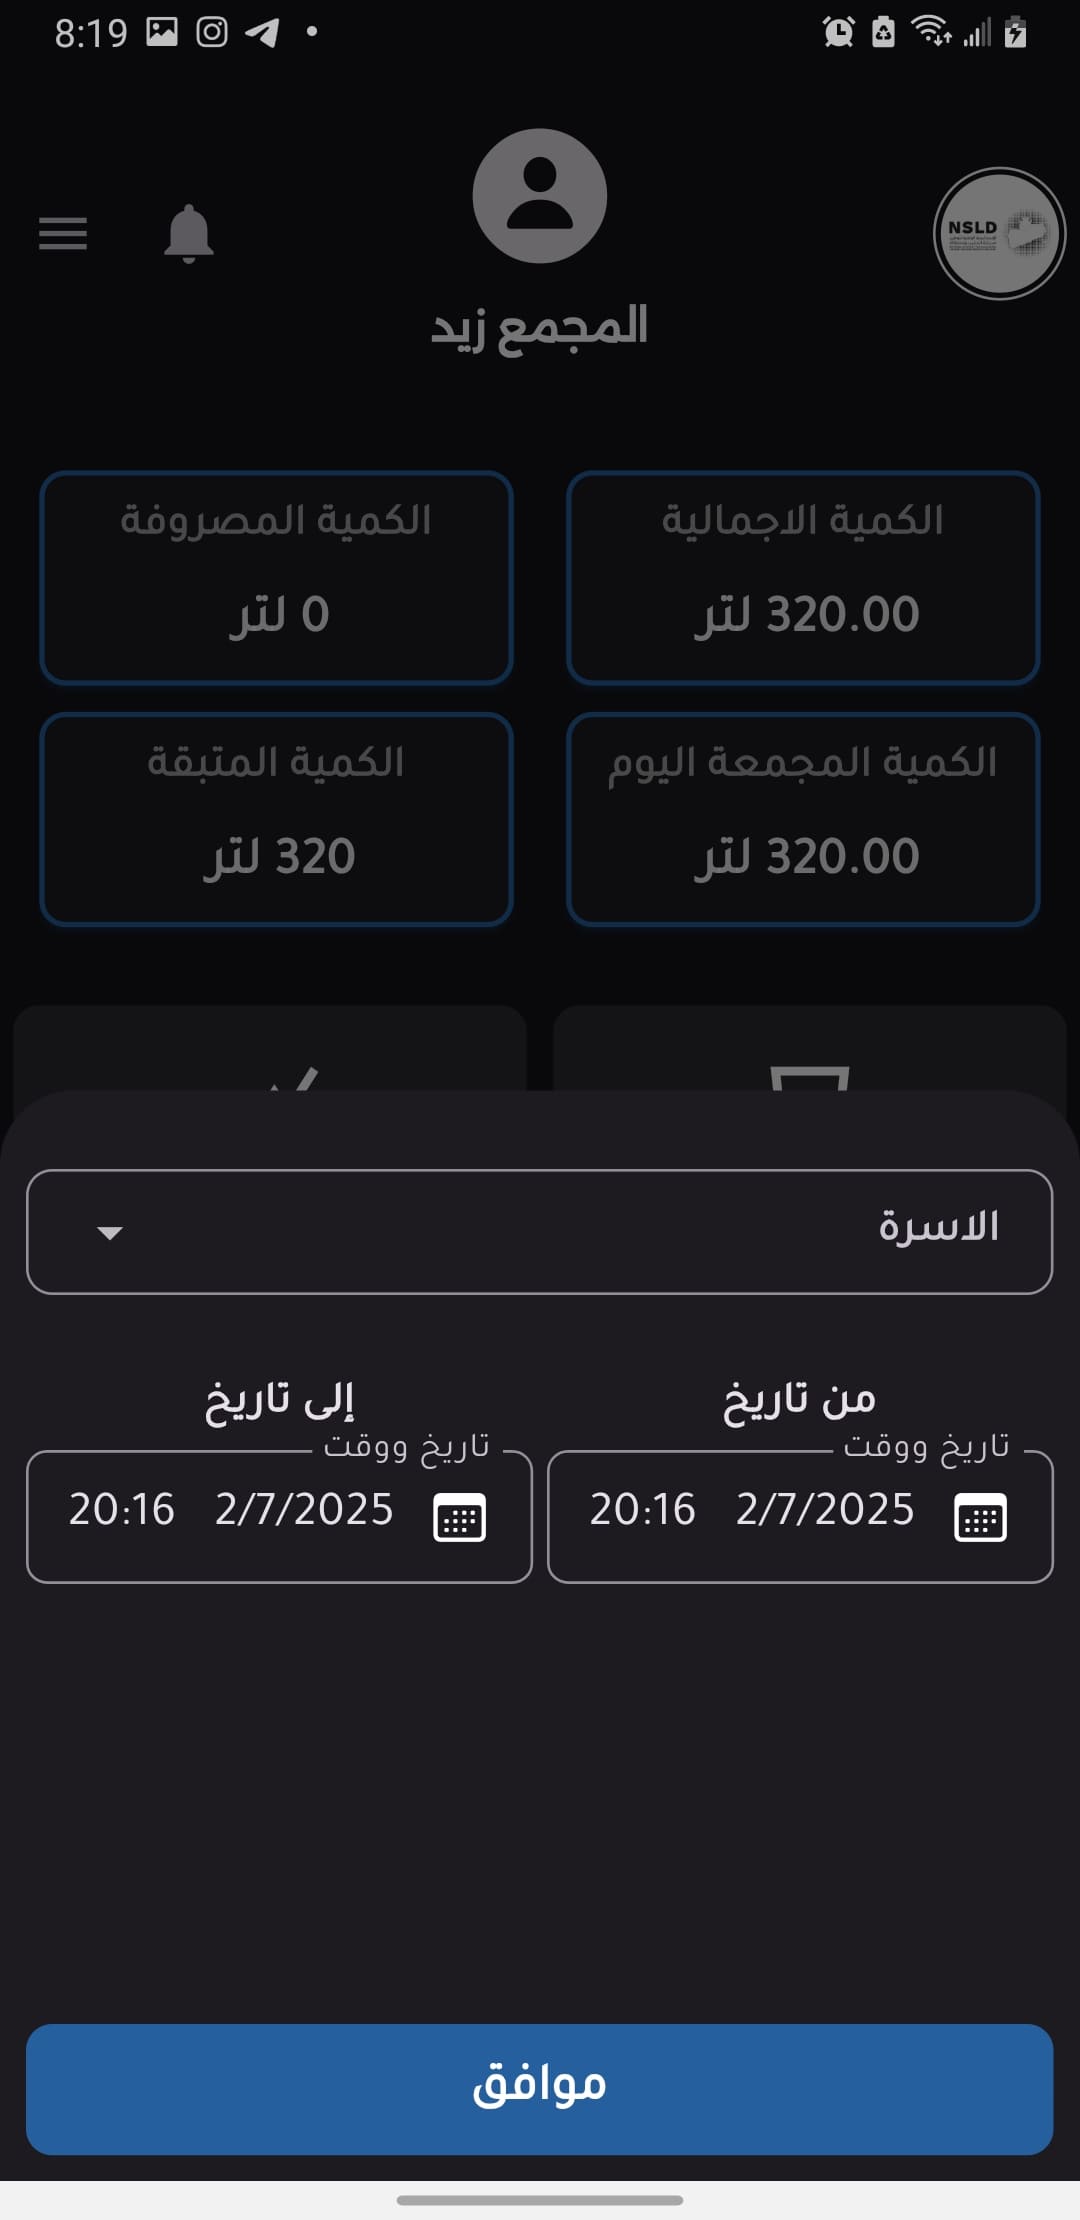 8:19
NSLD
المجمع زيد
الكمية الاجمالية
320.00 لتر
الكمية المصروفة
0 لتر
الكمية المجمعة اليوم
320.00 لتر
الكمية المتبقة
320 لتر
الاسرة
من تاريخ
تاريخ ووقت
2/7/2025 20:16
إلى تاريخ
تاريخ ووقت
2/7/2025 20:16
موافق